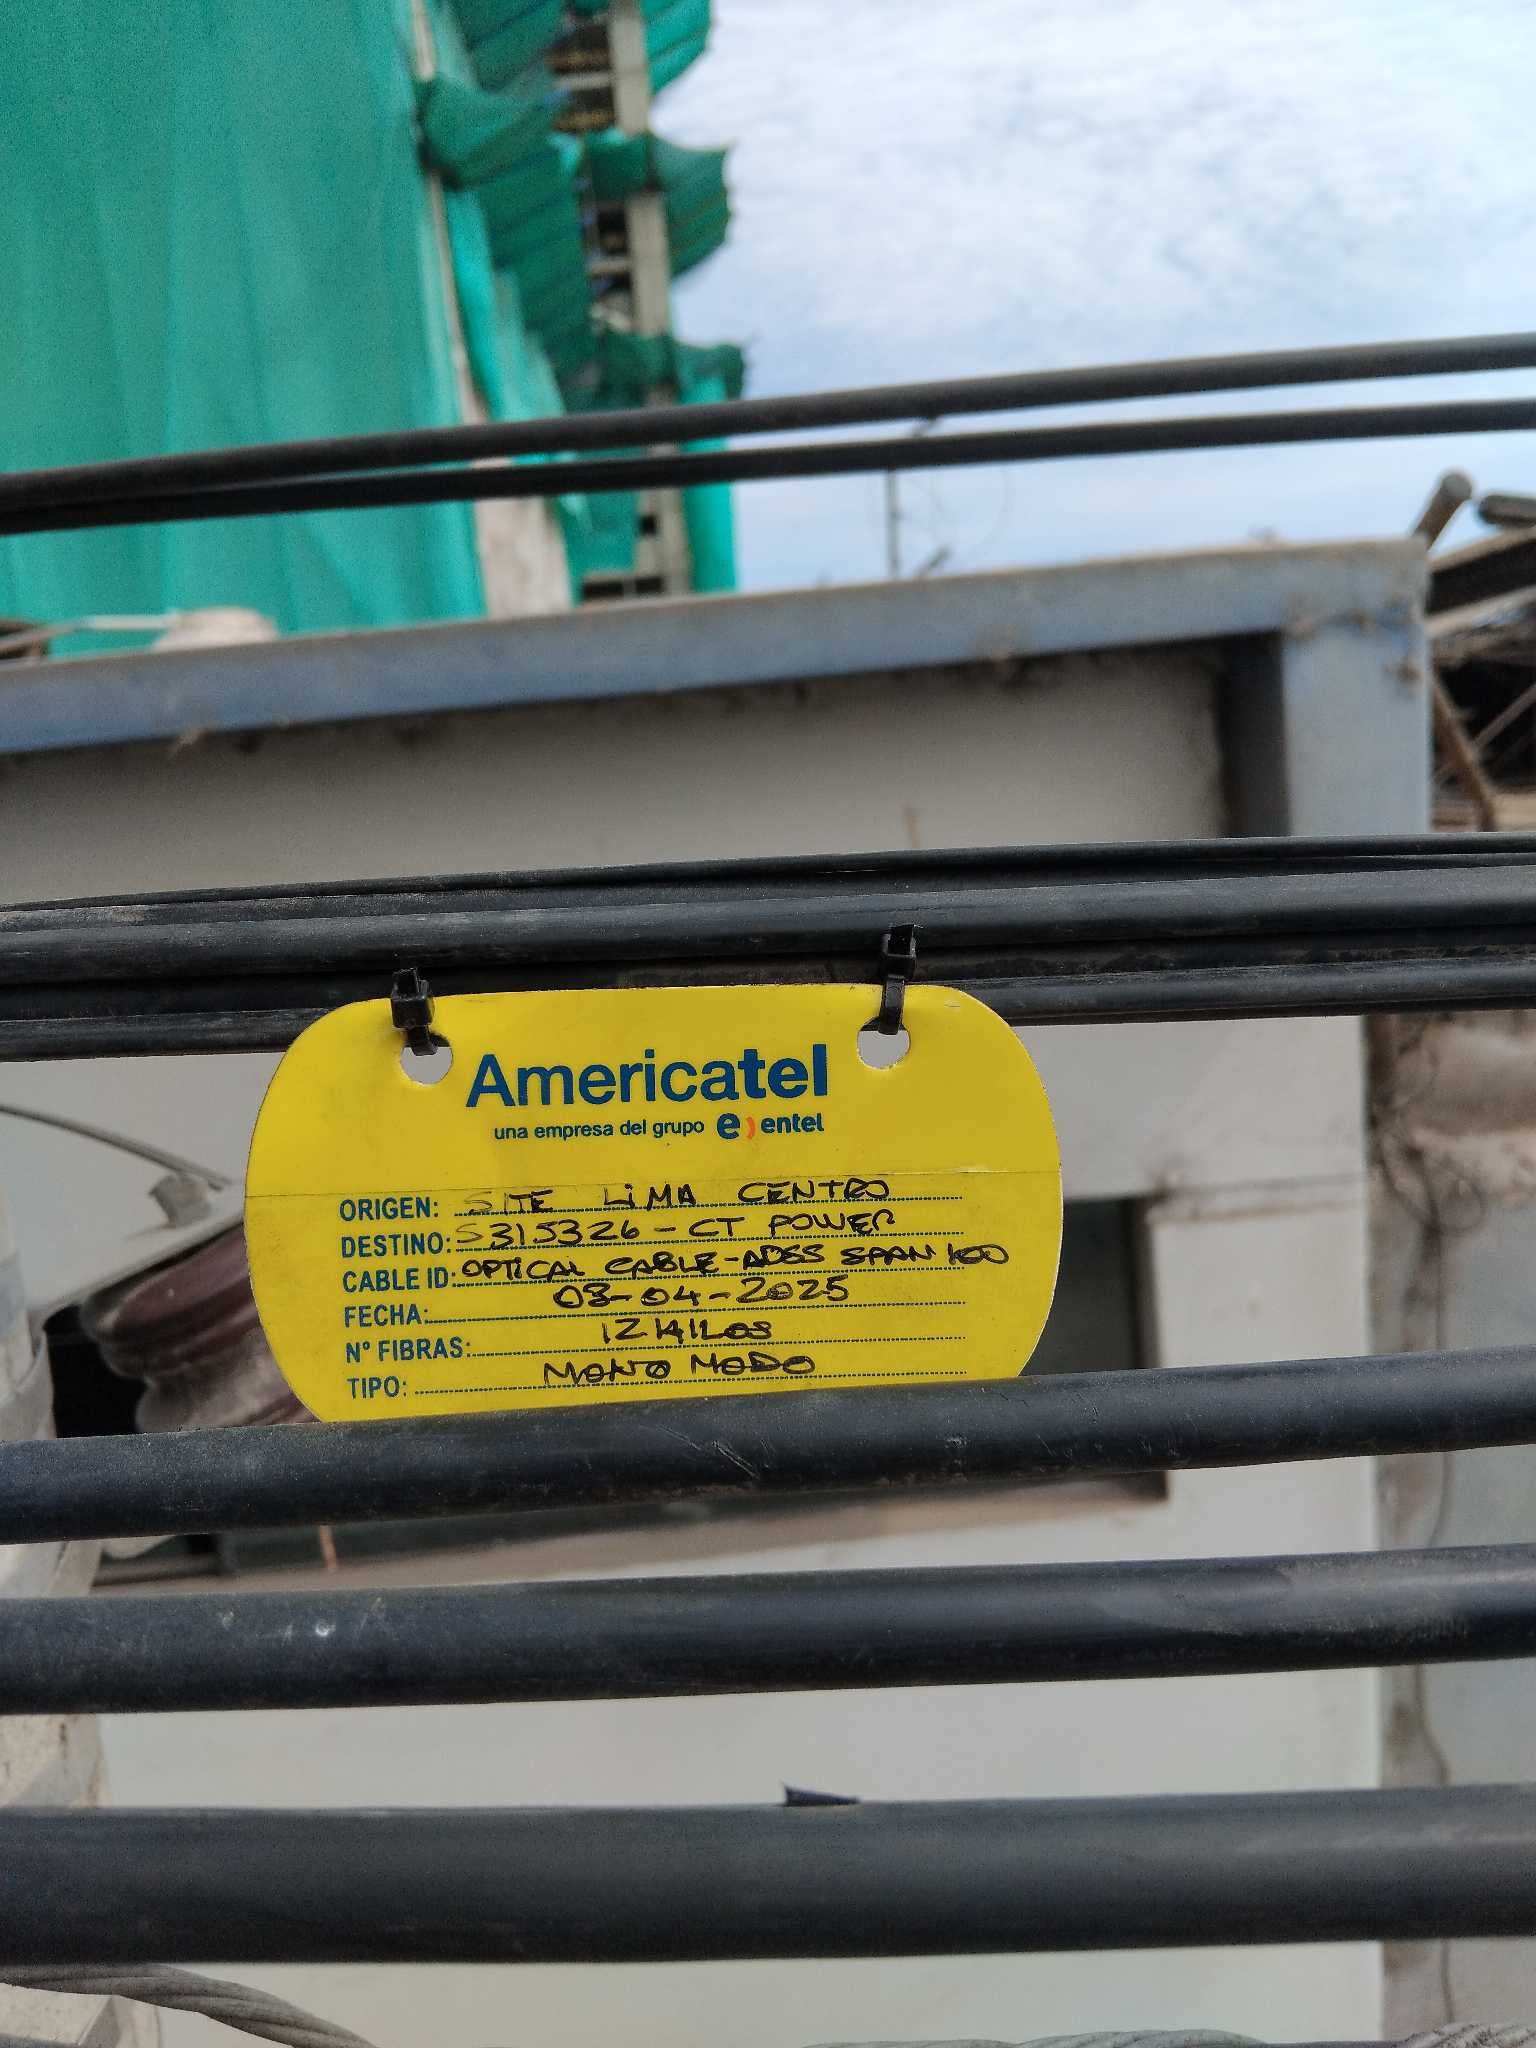 Americatel
una empresa del grupo e) entel
ORIGEN: SITE LiMA CENTRO
DESTINO: S315326 - CT POWER
CABLE ID: OPTICAL CABLE-ADSS SPAN 100
FECHA: 03-04-2025
N° FIBRAS: 12 HILOS
TIPO: MONO MODO